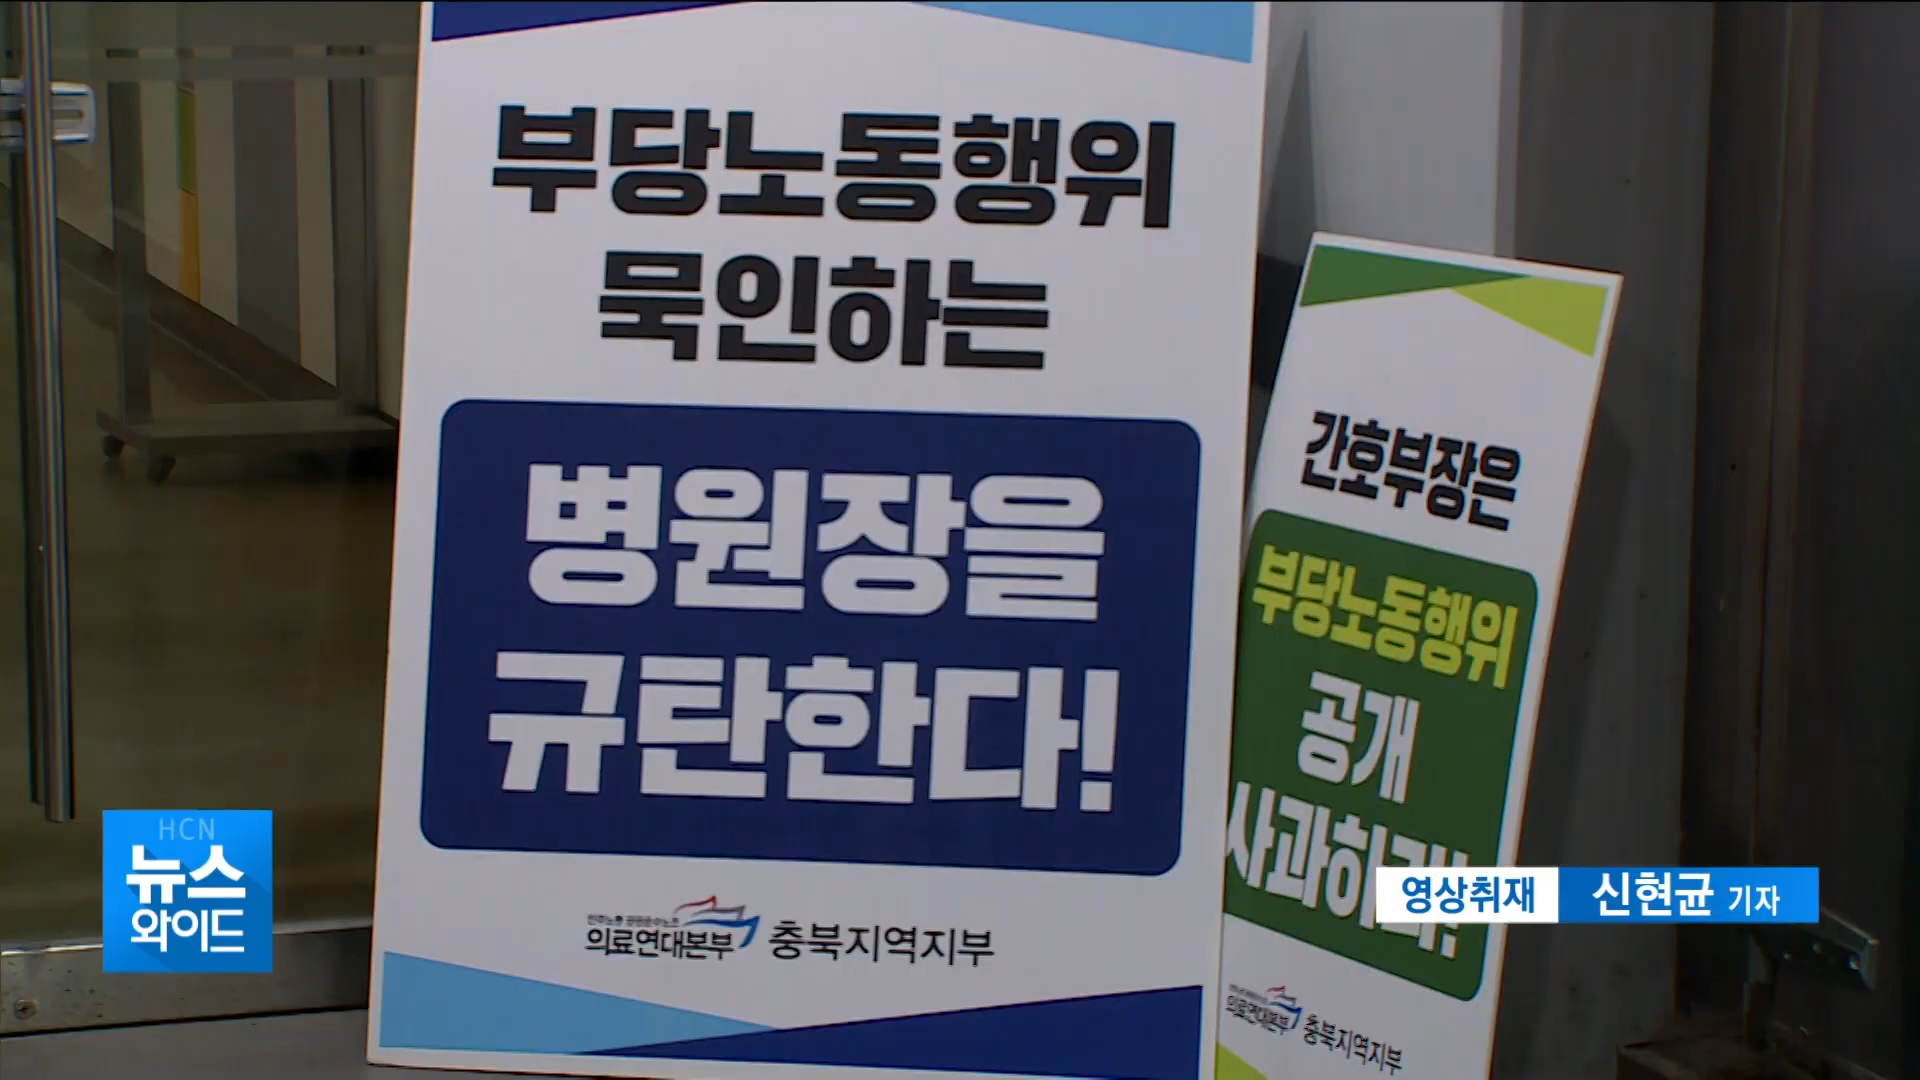 부당노동행위
묵인하는
병원장을
규탄한다!
의료연대본부 충북지역지부
간호부장은
부당노동행위
공개
사과하라!
의료연대본부 충북지역지부
HCN
뉴스
와이드
영상취재 신현균 기자